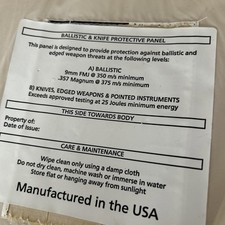 BALLISTIC & KNIFE PROTECTIVE PANEL
This panel is designed to provide protection against ballistic and
edged weapon threats at the following levels:
A) BALLISTIC
9mm FMJ @ 350 m/s minimum
.357 Magnum @ 375 m/s minimum
B) KNIVES, EDGED WEAPONS & POINTED INSTRUMENTS
Exceeds approved testing at 25 Joules minimum energy
THIS SIDE TOWARDS BODY
Property of:
Date of Issue:
CARE & MAINTENANCE
Wipe clean only using a damp cloth
Do not dry clean, machine wash or immerse in water
Store flat or hanging away from sunlight
Manufactured in the USA